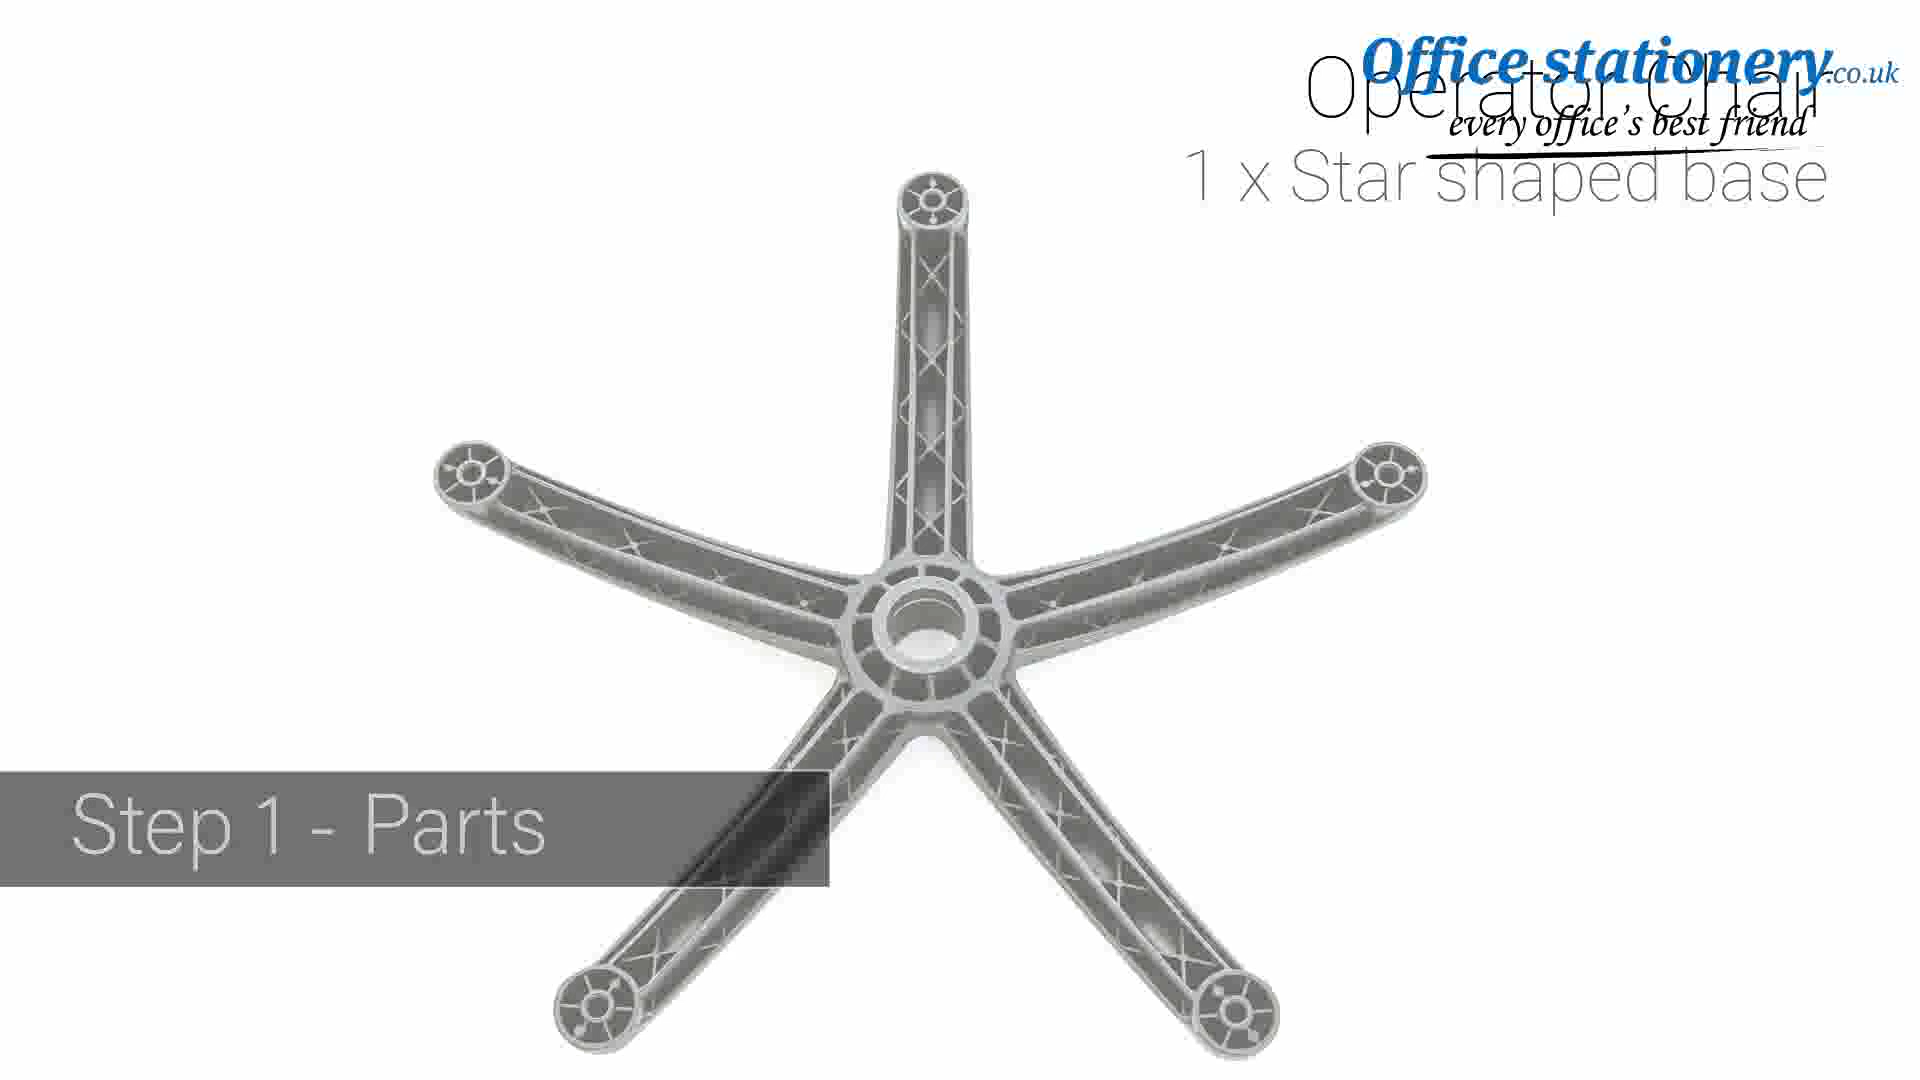 Office stationery.co.uk
Operator Chair
every office's best friend
1 x Star shaped base
Step 1 - Parts